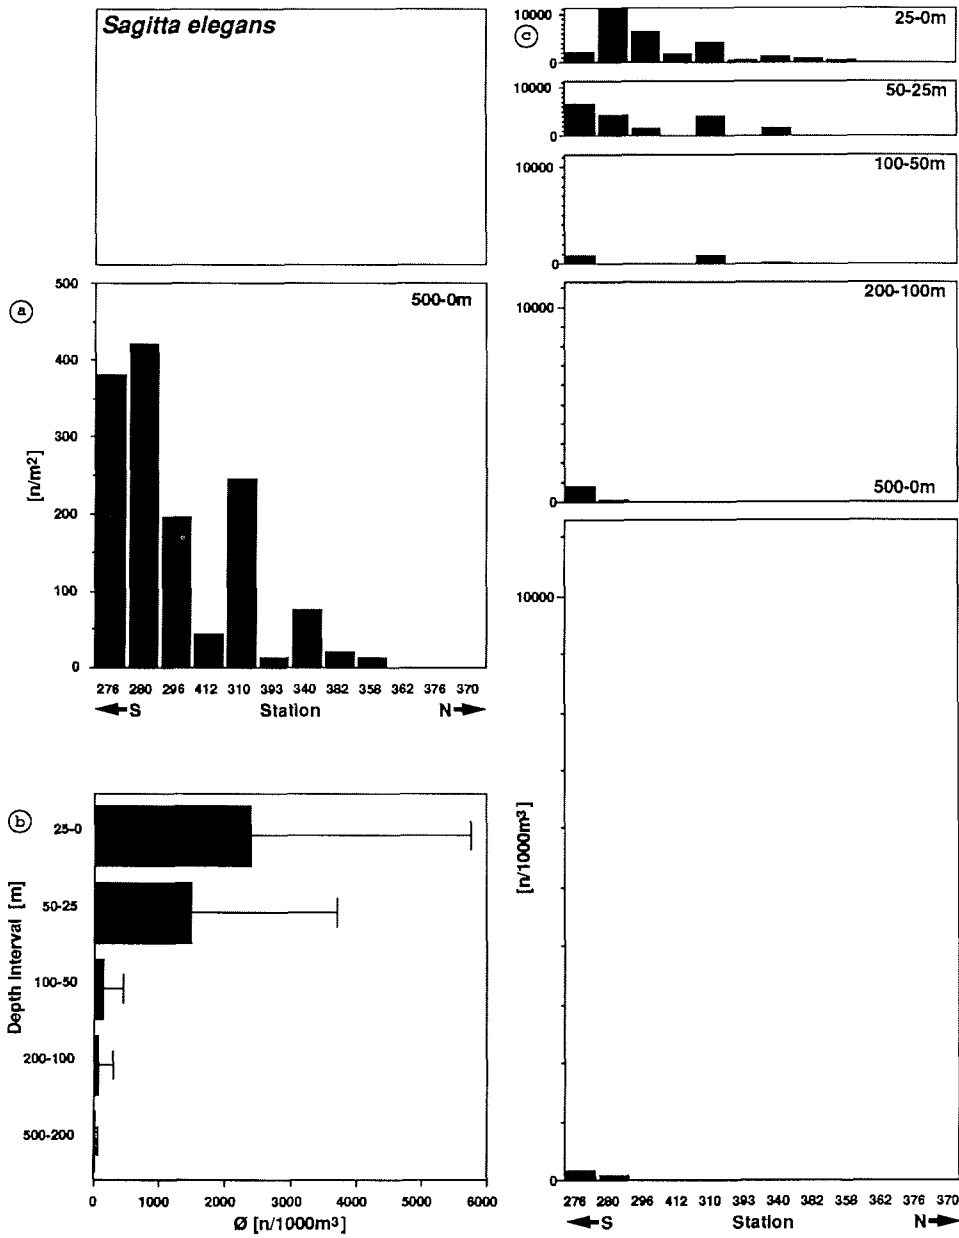 Sagitta elegans
a
500-0m
500
400
300
200
100
0
[n/m²]
276 280 296 412 310 393 340 382 358 362 376 370
S Station N
b
25-0
50-25
100-50
200-100
500-200
Depth Interval [m]
0 1000 2000 3000 4000 5000 6000
Ø [n/1000m³]
c
25-0m
10000
0
50-25m
10000
0
100-50m
10000
0
200-100m
10000
0
500-0m
10000
0
[n/1000m³]
276 280 296 412 310 393 340 382 358 362 376 370
S Station N